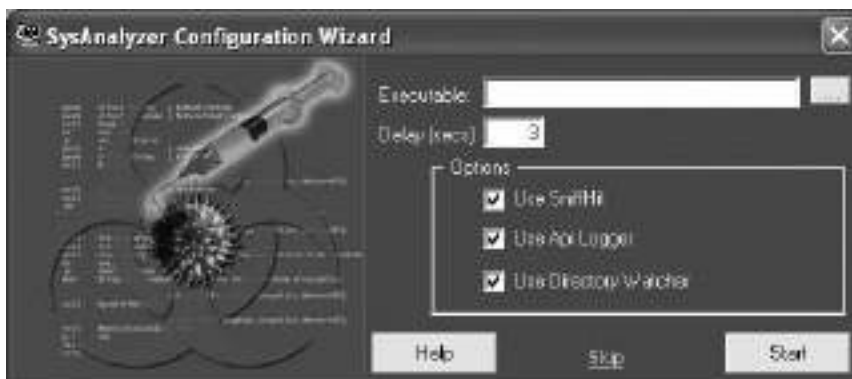 SysAnalyzer Configuration Wizard
Executable:
...
Delay (secs)
3
Options
Use SniffHit
Use Api Logger
Use Directory Watcher
Help
Skip
Start